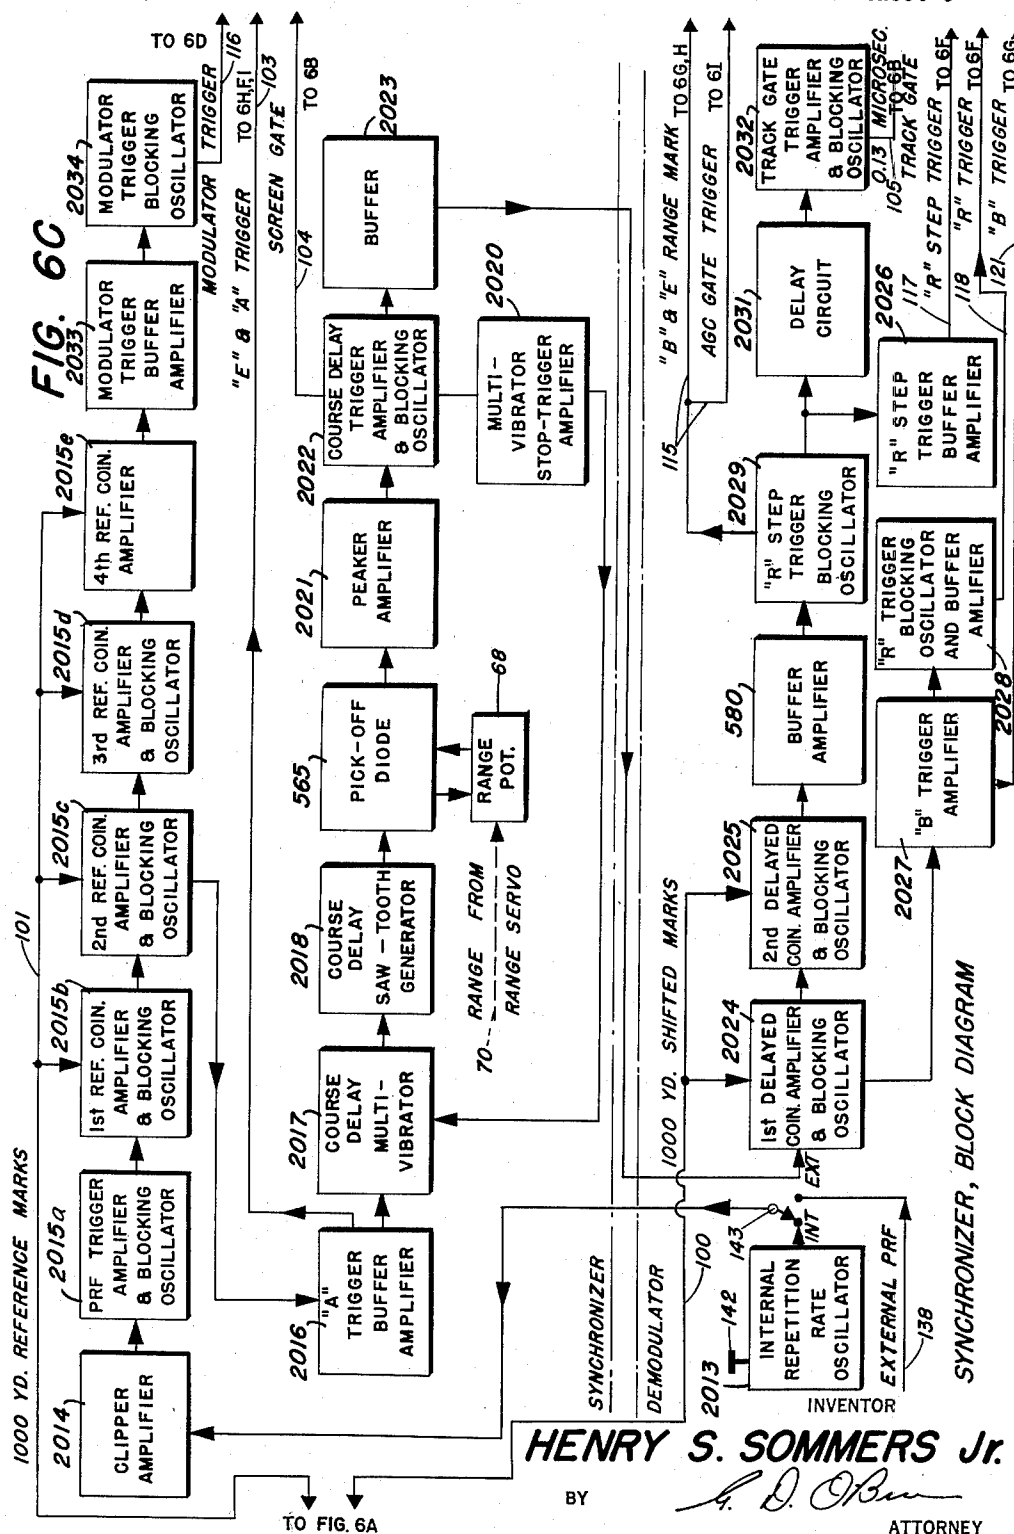 FIG. 6C
1000 YD. REFERENCE MARKS
101
2014
CLIPPER
AMPLIFIER
2015a
PRF TRIGGER
AMPLIFIER
& BLOCKING
OSCILLATOR
2015b
1st REF. COIN.
AMPLIFIER
& BLOCKING
OSCILLATOR
2015c
2nd REF. COIN.
AMPLIFIER
& BLOCKING
OSCILLATOR
2015d
3rd REF. COIN.
AMPLIFIER
& BLOCKING
OSCILLATOR
2015e
4th REF. COIN.
AMPLIFIER
2033
MODULATOR
TRIGGER
BUFFER
AMPLIFIER
2034
MODULATOR
TRIGGER
BLOCKING
OSCILLATOR
TO 6D
116
MODULATOR TRIGGER
"E" & "A" TRIGGER
TO 6H,F,I
103
SCREEN GATE
104
TO 6B
2016
"A"
TRIGGER
BUFFER
AMPLIFIER
2017
COURSE
DELAY
MULTI-
VIBRATOR
2018
COURSE
DELAY
SAW-TOOTH
GENERATOR
565
PICK-OFF
DIODE
68
RANGE
POT.
70
RANGE FROM
RANGE SERVO
2021
PEAKER
AMPLIFIER
2022
COURSE DELAY
TRIGGER
AMPLIFIER
& BLOCKING
OSCILLATOR
2023
BUFFER
2020
MULTI-
VIBRATOR
STOP-TRIGGER
AMPLIFIER
SYNCHRONIZER
DEMODULATOR
1000 YD. SHIFTED MARKS
100
2013
142
INTERNAL
REPETITION
RATE
OSCILLATOR
143
INT
EXT
EXTERNAL PRF
138
2024
1st DELAYED
COIN. AMPLIFIER
& BLOCKING
OSCILLATOR
2025
2nd DELAYED
COIN. AMPLIFIER
& BLOCKING
OSCILLATOR
580
BUFFER
AMPLIFIER
2029
"R" STEP
TRIGGER
BLOCKING
OSCILLATOR
2031
DELAY
CIRCUIT
2032
TRACK GATE
TRIGGER
AMPLIFIER
& BLOCKING
OSCILLATOR
115
"B" & "E" RANGE MARK
TO 6G,H
AGC GATE TRIGGER
TO 6I
105
0.13 MICROSEC.
TRACK GATE
TO 6B
2026
"R" STEP
TRIGGER
BUFFER
AMPLIFIER
117
"R" STEP TRIGGER
TO 6F
118
"R" TRIGGER
TO 6F
121
"B" TRIGGER
2027
"B" TRIGGER
AMPLIFIER
2028
"R" TRIGGER
BLOCKING
OSCILLATOR
AND BUFFER
AMLIFIER
SYNCHRONIZER, BLOCK DIAGRAM
TO FIG. 6A
INVENTOR
HENRY S. SOMMERS Jr.
BY
ATTORNEY